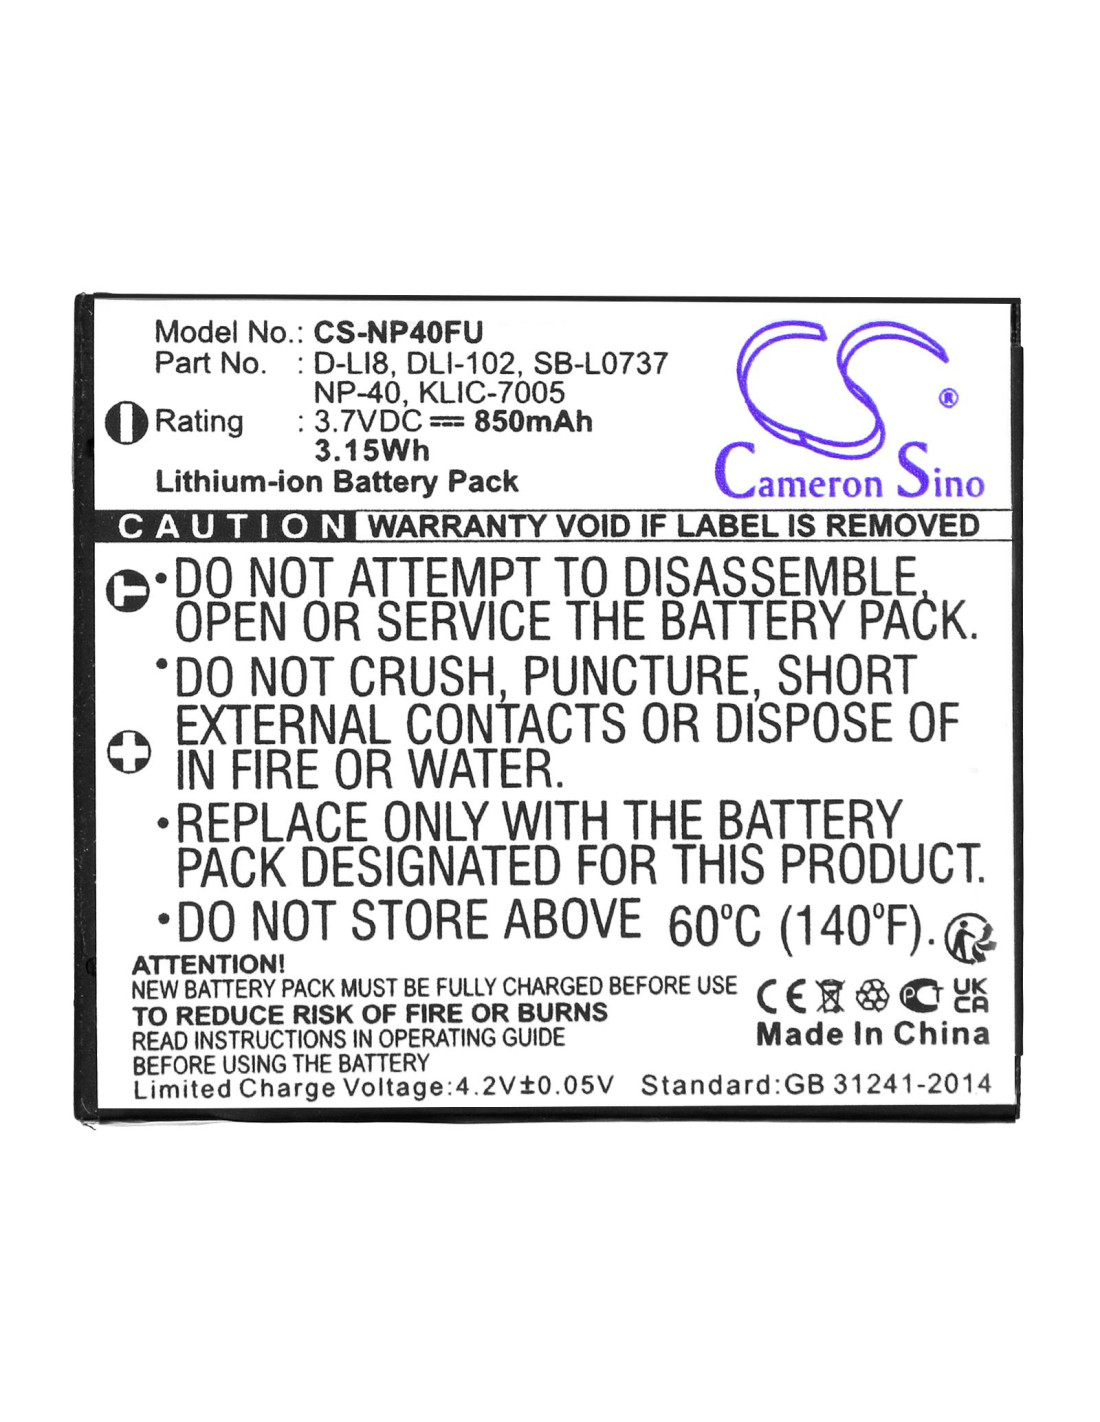 Model No.: CS-NP40FU
Part No. : D-LI8, DLI-102, SB-L0737
NP-40, KLIC-7005
Rating : 3.7VDC ⎓ 850mAh
3.15Wh
Lithium-ion Battery Pack
CS ®
Cameron Sino
CAUTION WARRANTY VOID IF LABEL IS REMOVED
T
•DO NOT ATTEMPT TO DISASSEMBLE,
OPEN OR SERVICE THE BATTERY PACK.
•DO NOT CRUSH, PUNCTURE, SHORT
EXTERNAL CONTACTS OR DISPOSE OF
IN FIRE OR WATER.
•REPLACE ONLY WITH THE BATTERY
PACK DESIGNATED FOR THIS PRODUCT.
•DO NOT STORE ABOVE 60°C (140°F).
ATTENTION!
NEW BATTERY PACK MUST BE FULLY CHARGED BEFORE USE
TO REDUCE RISK OF FIRE OR BURNS
READ INSTRUCTIONS IN OPERATING GUIDE
BEFORE USING THE BATTERY
CE PCT UKCA
Made In China
Limited Charge Voltage:4.2V±0.05V Standard:GB 31241-2014